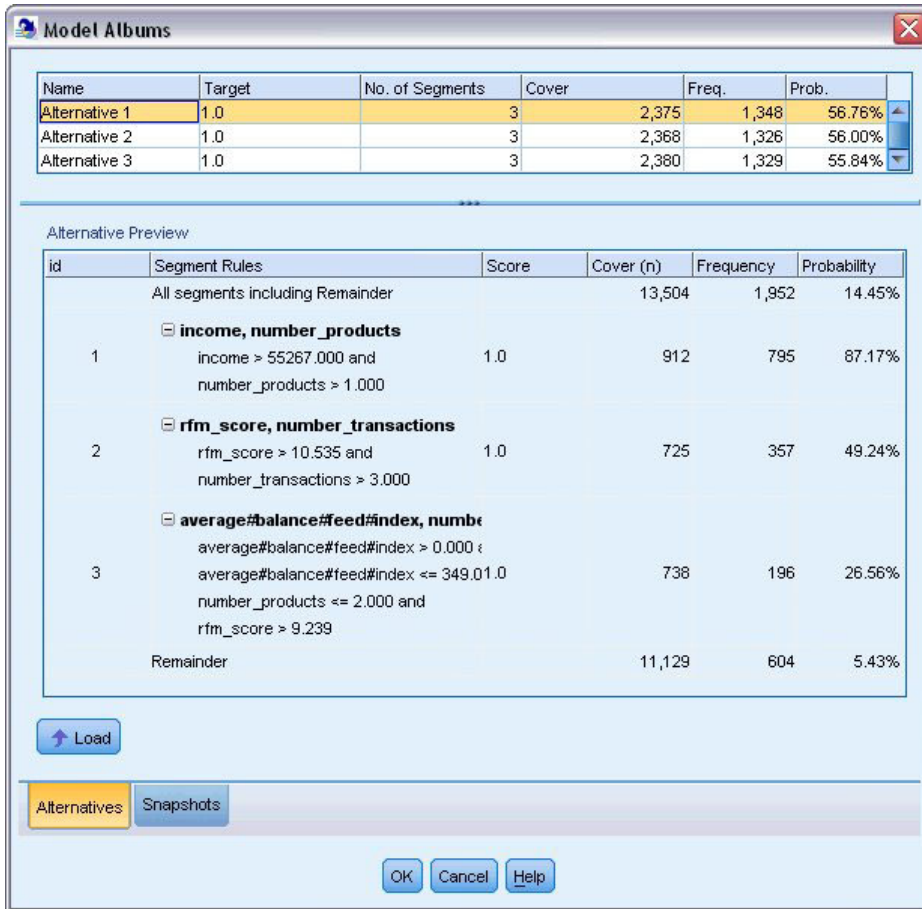 Model Albums
Name Target No. of Segments Cover Freq. Prob.
Alternative 1 1.0 3 2,375 1,348 56.76%
Alternative 2 1.0 3 2,368 1,326 56.00%
Alternative 3 1.0 3 2,380 1,329 55.84%
Alternative Preview
id Segment Rules Score Cover (n) Frequency Probability
All segments including Remainder 13,504 1,952 14.45%
income, number_products
1 income > 55267.000 and 1.0 912 795 87.17%
number_products > 1.000
rfm_score, number_transactions
2 rfm_score > 10.535 and 1.0 725 357 49.24%
number_transactions > 3.000
average#balance#feed#index, numbe
average#balance#feed#index > 0.000 a
3 average#balance#feed#index <= 349.0 1.0 738 196 26.56%
number_products <= 2.000 and
rfm_score > 9.239
Remainder 11,129 604 5.43%
Load
Alternatives Snapshots
OK Cancel Help